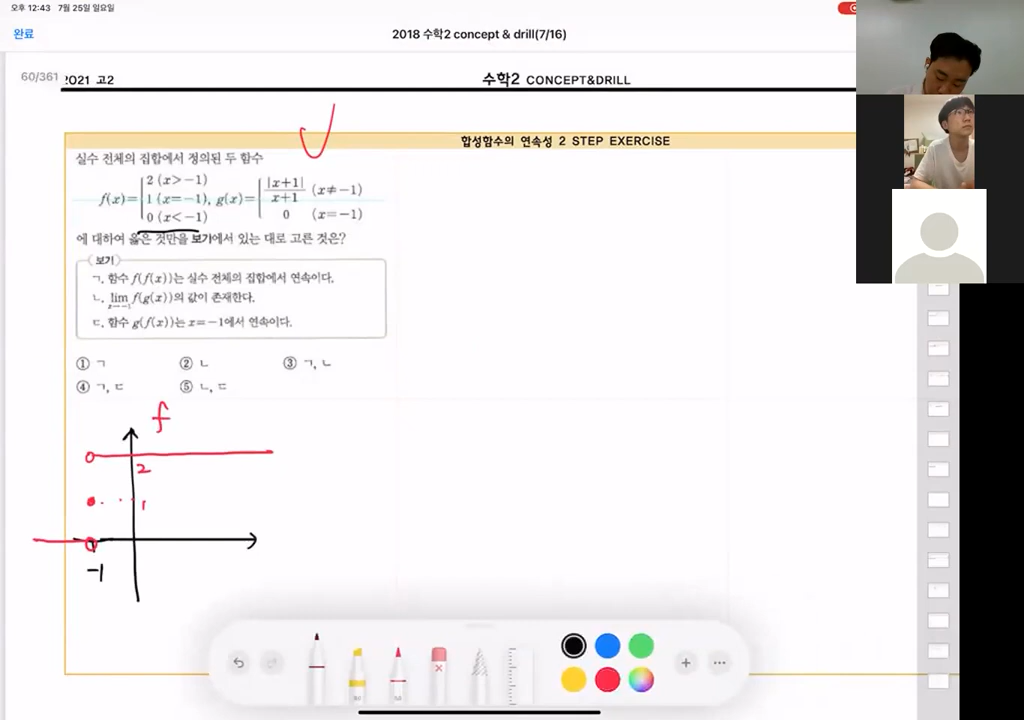 오후 12:43 7월 25일 일요일
완료
2018 수학2 concept & drill(7/16)
60/361
2021 고2
수학2 CONCEPT&DRILL
합성함수의 연속성 2 STEP EXERCISE
실수 전체의 집합에서 정의된 두 함수
f(x)={2 (x>-1), 1 (x=-1), 0 (x<-1), g(x)={|x+1|/x+1 (x≠-1), 0 (x=-1)
에 대하여 옳은 것만을 보기에서 있는 대로 고른 것은?
보기
ㄱ. 함수 f(f(x))는 실수 전체의 집합에서 연속이다.
ㄴ. lim x→-1 f(g(x))의 값이 존재한다.
ㄷ. 함수 g(f(x))는 x=-1에서 연속이다.
① ㄱ ② ㄴ ③ ㄱ, ㄴ
④ ㄱ, ㄷ ⑤ ㄴ, ㄷ
f
2
1
-1